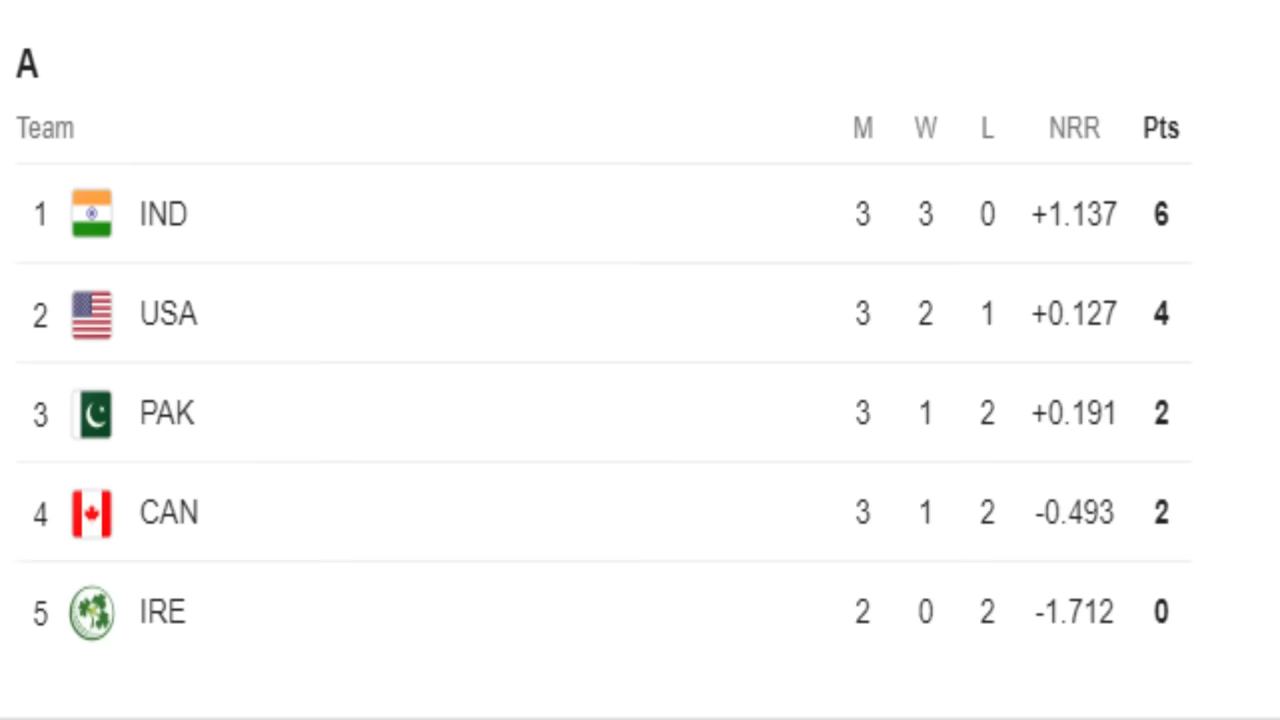 A
Team M W L NRR Pts
1 IND 3 3 0 +1.137 6
2 USA 3 2 1 +0.127 4
3 PAK 3 1 2 +0.191 2
4 CAN 3 1 2 -0.493 2
5 IRE 2 0 2 -1.712 0